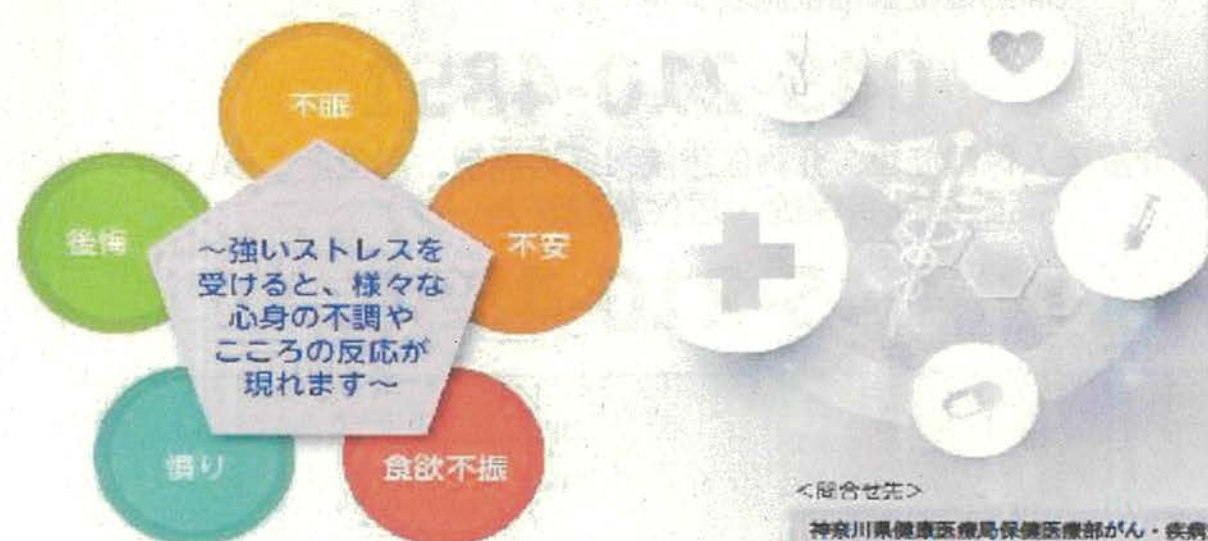 不眠
後悔
不安
～強いストレスを
受けると、様々な
心身の不調や
こころの反応が
現れます～
憤り
食欲不振
＜問合せ先＞
神奈川県健康医療局保健医療部がん・疾病